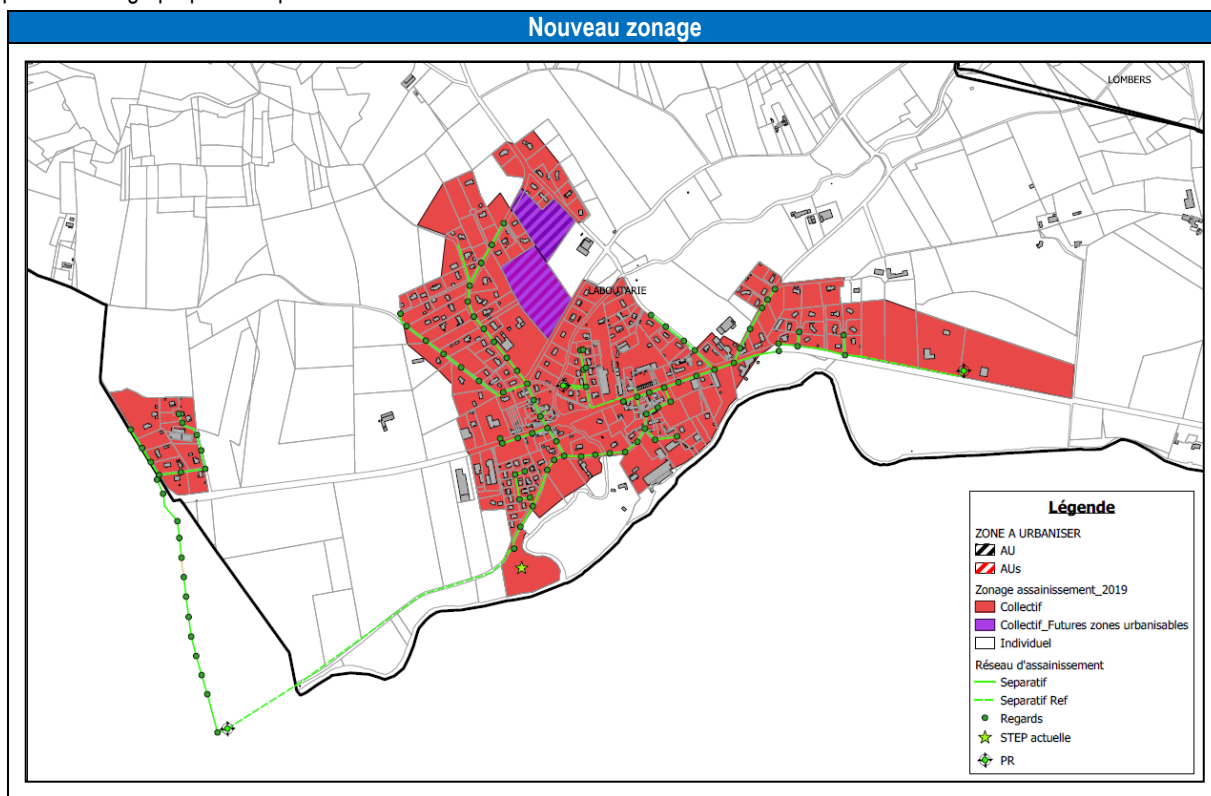 Nouveau zonage
LOMBERS
LABOUTARIE
Légende
ZONE A URBANISER
AU
AUs
Zonage assainissement_2019
Collectif
Collectif_Futures zones urbanisables
Individuel
Réseau d'assainissement
Separatif
Separatif Ref
Regards
STEP actuelle
PR